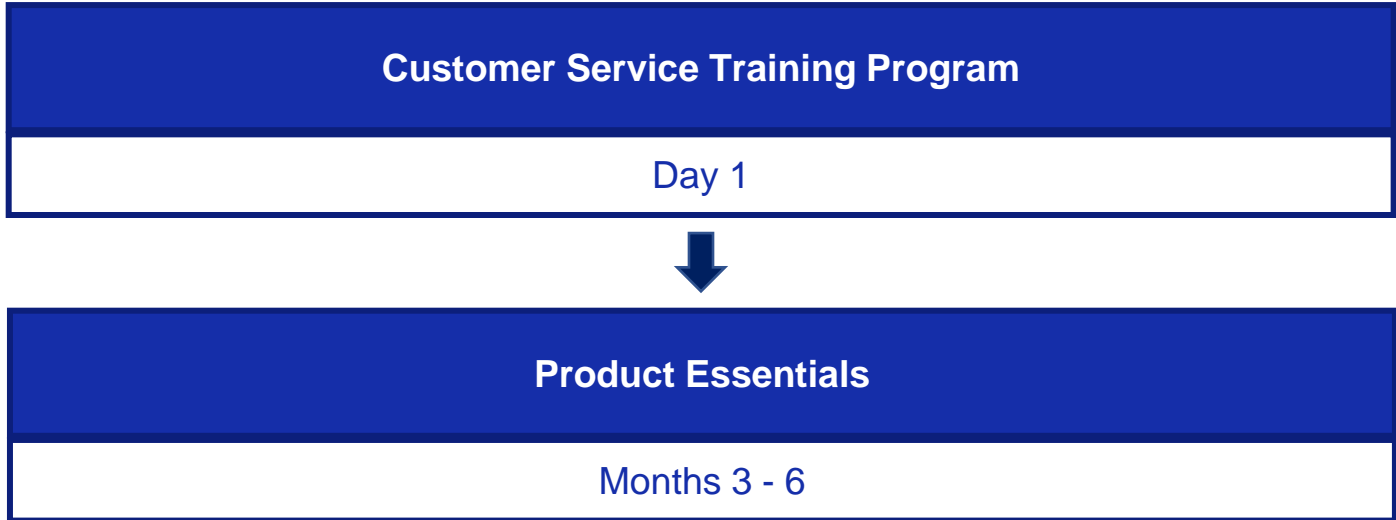 Customer Service Training Program
Day 1
Product Essentials
Months 3 - 6